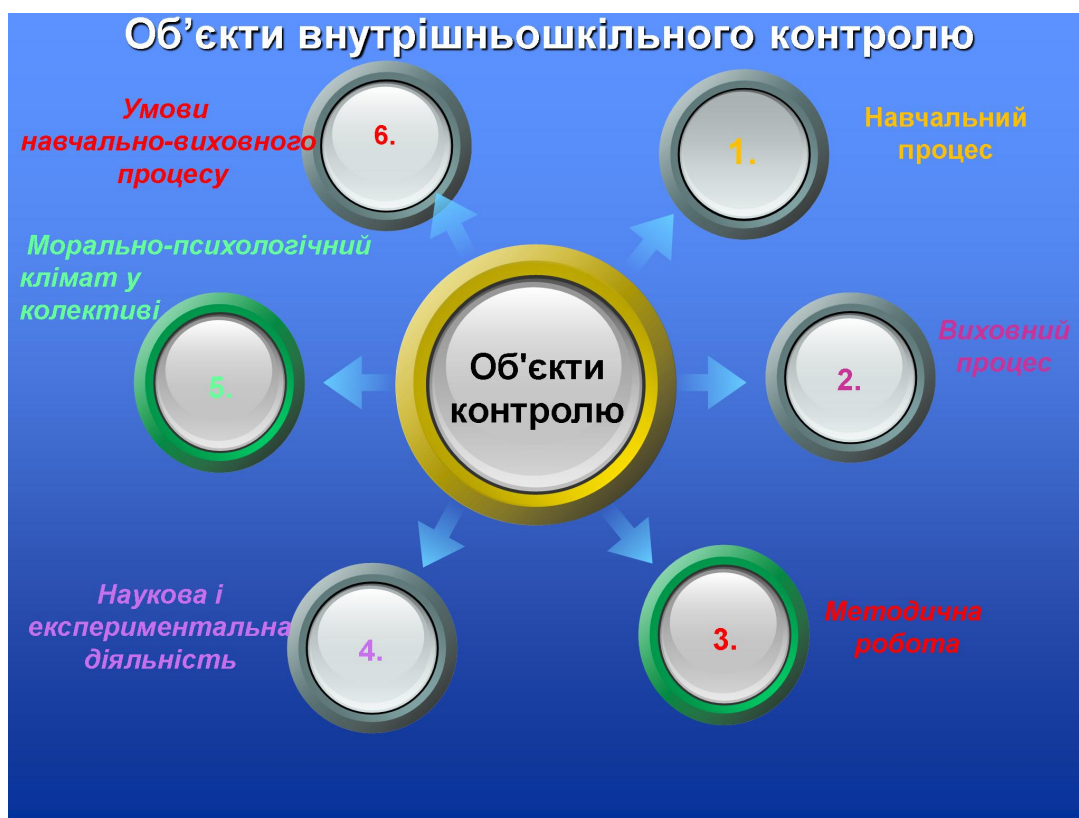 Об’єкти внутрішньошкільного контролю
Умови
навчально-виховного
процесу
6.
1.
Навчальний
процес
Морально-психологічний
клімат у
колективі
5.
Об'єкти
контролю
2.
Виховний
процес
Наукова і
експериментальна
діяльність
4.
3.
Методична
робота